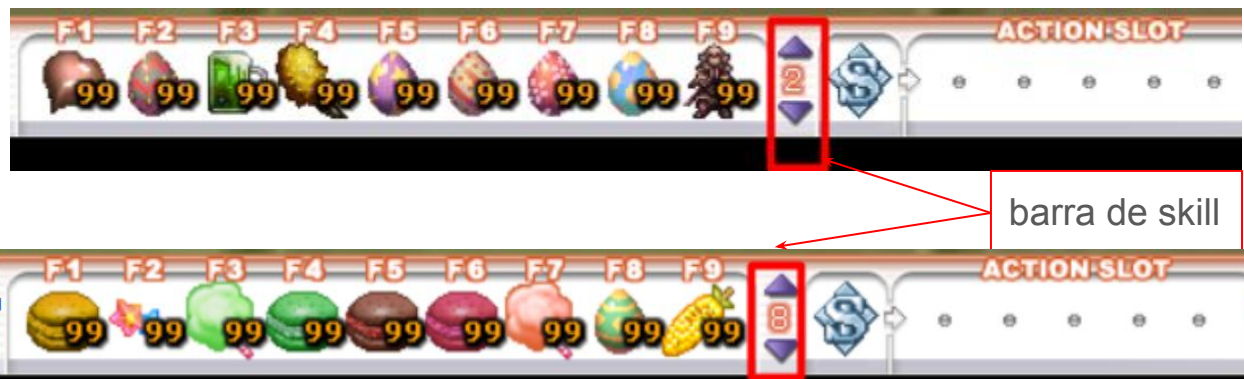 F1 F2 F3 F4 F5 F6 F7 F8 F9 ACTION SLOT
99 99 99 99 99 99 99 99 99 2 S
barra de skill
F1 F2 F3 F4 F5 F6 F7 F8 F9 ACTION SLOT
99 99 99 99 99 99 99 99 99 8 S